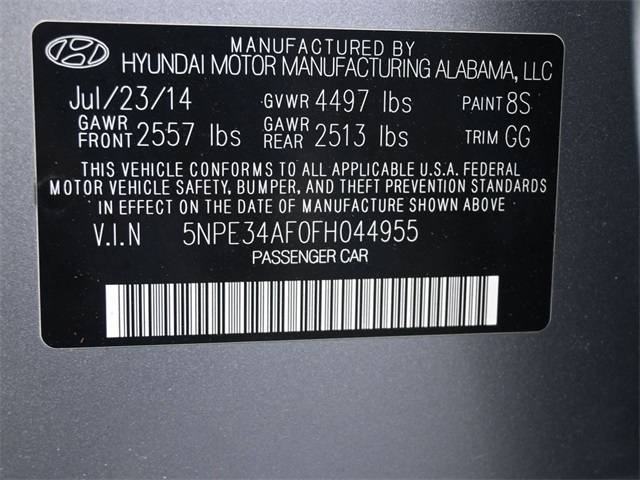 MANUFACTURED BY
HYUNDAI MOTOR MANUFACTURING ALABAMA, LLC
Jul/23/14 GVWR 4497 lbs PAINT 8S
GAWR FRONT 2557 lbs GAWR REAR 2513 lbs TRIM GG
THIS VEHICLE CONFORMS TO ALL APPLICABLE U.S.A. FEDERAL
MOTOR VEHICLE SAFETY, BUMPER, AND THEFT PREVENTION STANDARDS
IN EFFECT ON THE DATE OF MANUFACTURE SHOWN ABOVE
V.I.N 5NPE34AF0FH044955
PASSENGER CAR